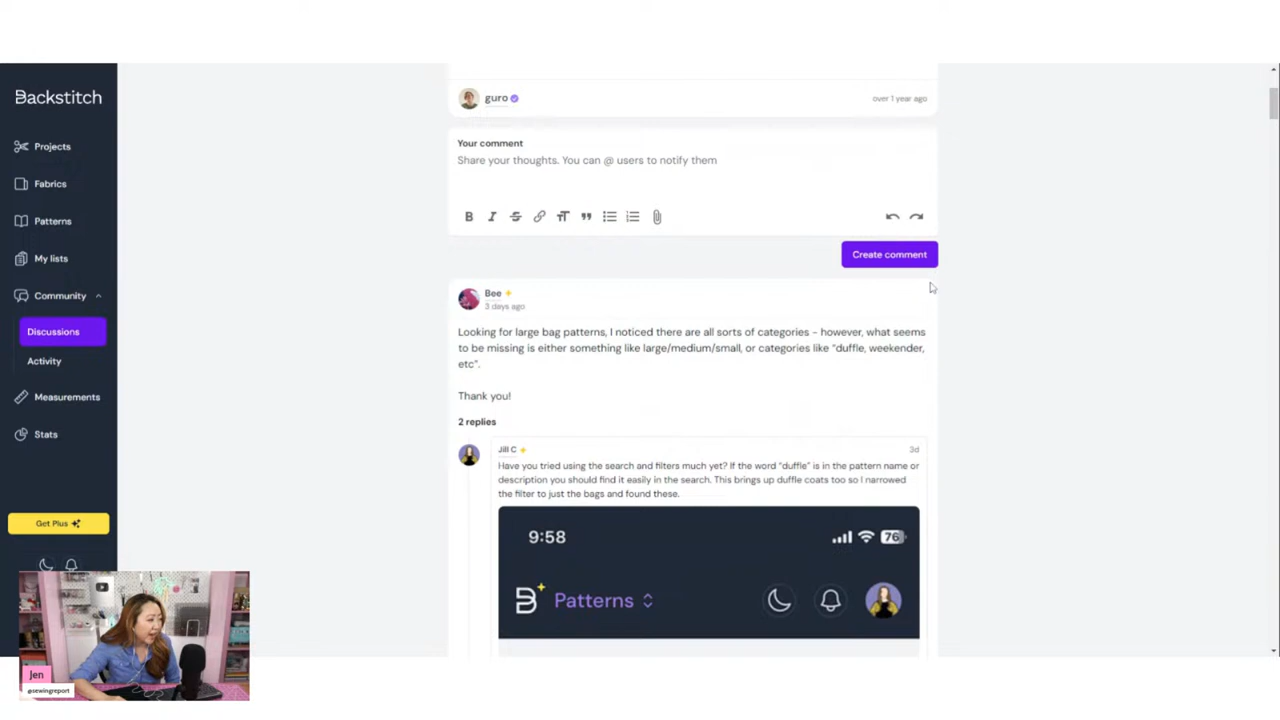 Backstitch
Projects
Fabrics
Patterns
My lists
Community
Discussions
Activity
Measurements
Stats
Get Plus
Jen
@sewingreport
guro
over 1 year ago
Your comment
Share your thoughts. You can @ users to notify them
B I S
Create comment
Bee
3 days ago
Looking for large bag patterns, I noticed there are all sorts of categories - however, what seems
to be missing is either something like large/medium/small, or categories like “duffle, weekender,
etc”.
Thank you!
2 replies
Jill C
3d
Have you tried using the search and filters much yet? If the word “duffle” is in the pattern name or
description you should find it easily in the search. This brings up duffle coats too so I narrowed
the filter to just the bags and found these.
9:58
76
B Patterns